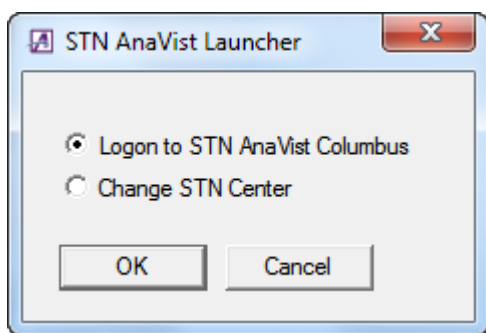 STN AnaVist Launcher
Logon to STN AnaVist Columbus
Change STN Center
OK Cancel